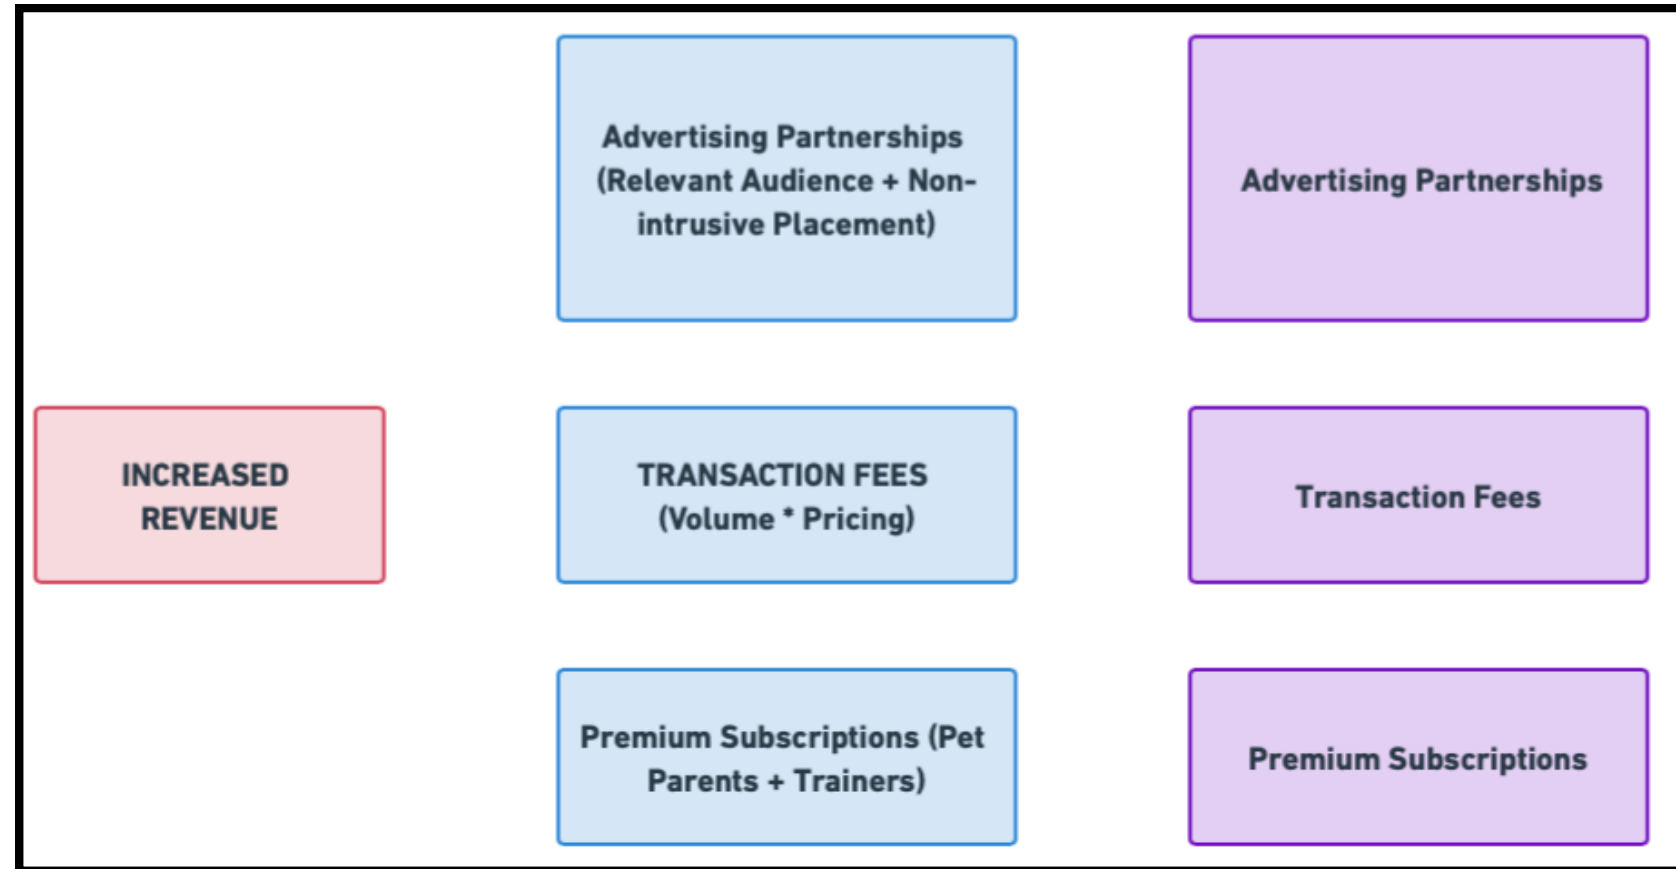 Advertising Partnerships
(Relevant Audience + Non-
intrusive Placement)
Advertising Partnerships
INCREASED
REVENUE
TRANSACTION FEES
(Volume * Pricing)
Transaction Fees
Premium Subscriptions (Pet
Parents + Trainers)
Premium Subscriptions